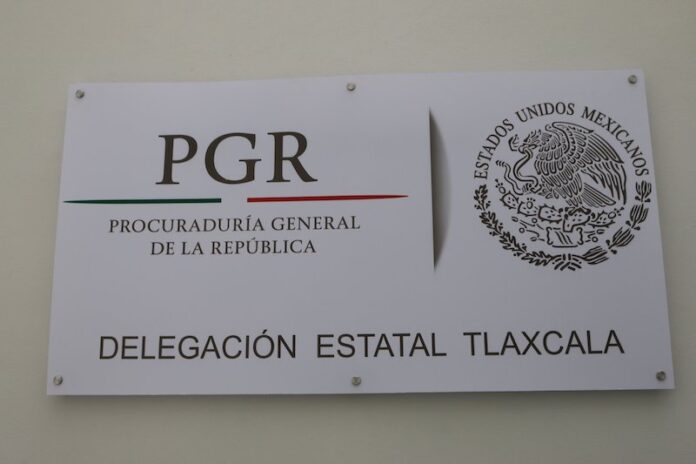 PGR
PROCURADURÍA GENERAL
DE LA REPÚBLICA
ESTADOS UNIDOS MEXICANOS
DELEGACIÓN ESTATAL TLAXCALA